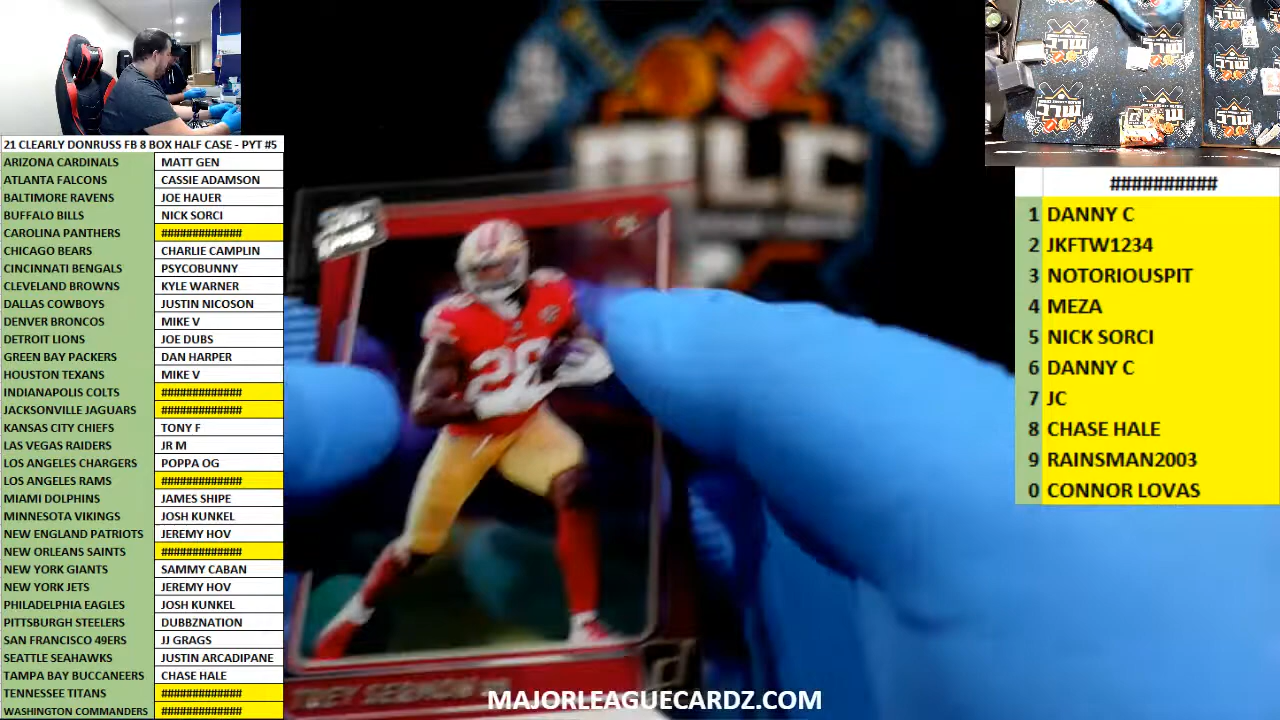 21 CLEARLY DONRUSS FB 8 BOX HALF CASE - PYT #5
ARIZONA CARDINALS MATT GEN
ATLANTA FALCONS CASSIE ADAMSON
BALTIMORE RAVENS JOE HAUER
BUFFALO BILLS NICK SORCI
CAROLINA PANTHERS #############
CHICAGO BEARS CHARLIE CAMPLIN
CINCINNATI BENGALS PSYCOBUNNY
CLEVELAND BROWNS KYLE WARNER
DALLAS COWBOYS JUSTIN NICOSON
DENVER BRONCOS MIKE V
DETROIT LIONS JOE DUBS
GREEN BAY PACKERS DAN HARPER
HOUSTON TEXANS MIKE V
INDIANAPOLIS COLTS #############
JACKSONVILLE JAGUARS #############
KANSAS CITY CHIEFS TONY F
LAS VEGAS RAIDERS JR M
LOS ANGELES CHARGERS POPPA OG
LOS ANGELES RAMS #############
MIAMI DOLPHINS JAMES SHIPE
MINNESOTA VIKINGS JOSH KUNKEL
NEW ENGLAND PATRIOTS JEREMY HOV
NEW ORLEANS SAINTS #############
NEW YORK GIANTS SAMMY CABAN
NEW YORK JETS JEREMY HOV
PHILADELPHIA EAGLES JOSH KUNKEL
PITTSBURGH STEELERS DUBBZNATION
SAN FRANCISCO 49ERS JJ GRAGS
SEATTLE SEAHAWKS JUSTIN ARCADIPANE
TAMPA BAY BUCCANEERS CHASE HALE
TENNESSEE TITANS #############
WASHINGTON COMMANDERS #############
MLC
28
TREY SERMON
MAJORLEAGUECARDZ.COM
##########
1 DANNY C
2 JKFTW1234
3 NOTORIOUSPIT
4 MEZA
5 NICK SORCI
6 DANNY C
7 JC
8 CHASE HALE
9 RAINSMAN2003
0 CONNOR LOVAS